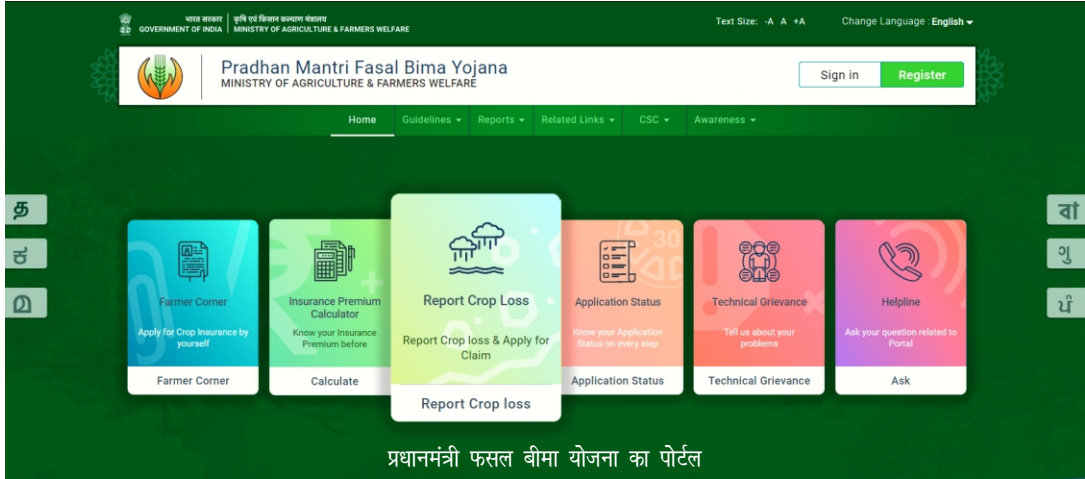 भारत सरकार
GOVERNMENT OF INDIA
कृषि एवं किसान कल्याण मंत्रालय
MINISTRY OF AGRICULTURE & FARMERS WELFARE
Text Size: -A A +A
Change Language : English
Pradhan Mantri Fasal Bima Yojana
MINISTRY OF AGRICULTURE & FARMERS WELFARE
Sign in
Register
Home Guidelines Reports Related Links CSC Awareness
த
ಕ
മ
বা
ગુ
ਪੰ
Farmer Corner
Apply for Crop Insurance by
yourself
Farmer Corner
Insurance Premium
Calculator
Know your Insurance
Premium before
Calculate
Report Crop Loss
Report Crop loss & Apply for
Claim
Report Crop loss
30
Application Status
Know your Application
Status on every step
Application Status
Technical Grievance
Tell us about your
problems
Technical Grievance
Helpline
Ask your question related to
Portal
Ask
प्रधानमंत्री फसल बीमा योजना का पोर्टल